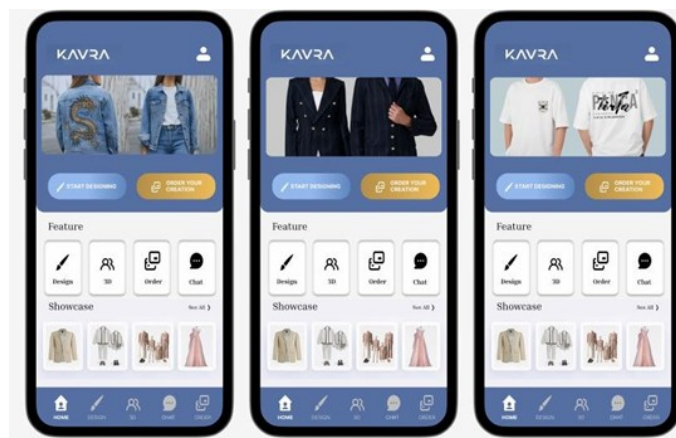 KAVRA
START DESIGNING
ORDER YOUR
CREATION
Feature
Design
3D
Order
Chat
Showcase
See All ❯
HOME
DESIGN
3D
CHAT
ORDER
KAVRA
START DESIGNING
ORDER YOUR
CREATION
Feature
Design
3D
Order
Chat
Showcase
See All ❯
HOME
DESIGN
3D
CHAT
ORDER
KAVRA
START DESIGNING
ORDER YOUR
CREATION
Feature
Design
3D
Order
Chat
Showcase
See All ❯
HOME
DESIGN
3D
CHAT
ORDER